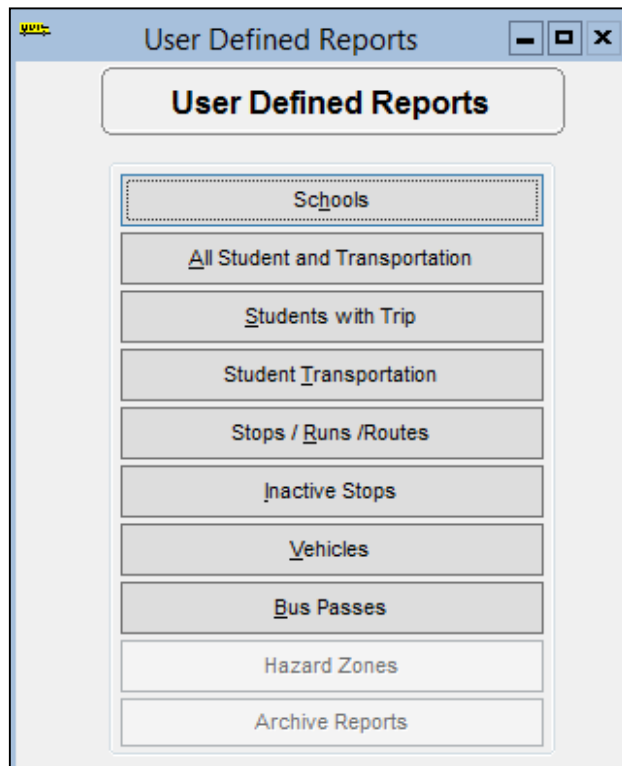 User Defined Reports
User Defined Reports
Schools
All Student and Transportation
Students with Trip
Student Transportation
Stops / Runs /Routes
Inactive Stops
Vehicles
Bus Passes
Hazard Zones
Archive Reports